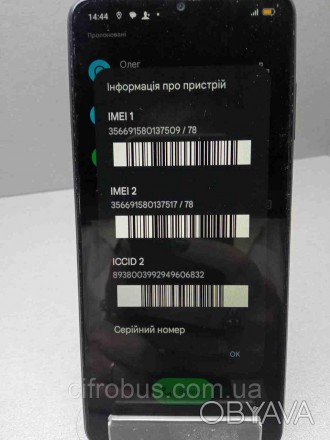 14:44
Пропоновані
Олег
Інформація про пристрій
IMEI 1
356691580137509 / 78
IMEI 2
356691580137517 / 78
ICCID 2
8938003992949606832
Серійний номер
OK
cifrobus.com.ua
OBYAVA